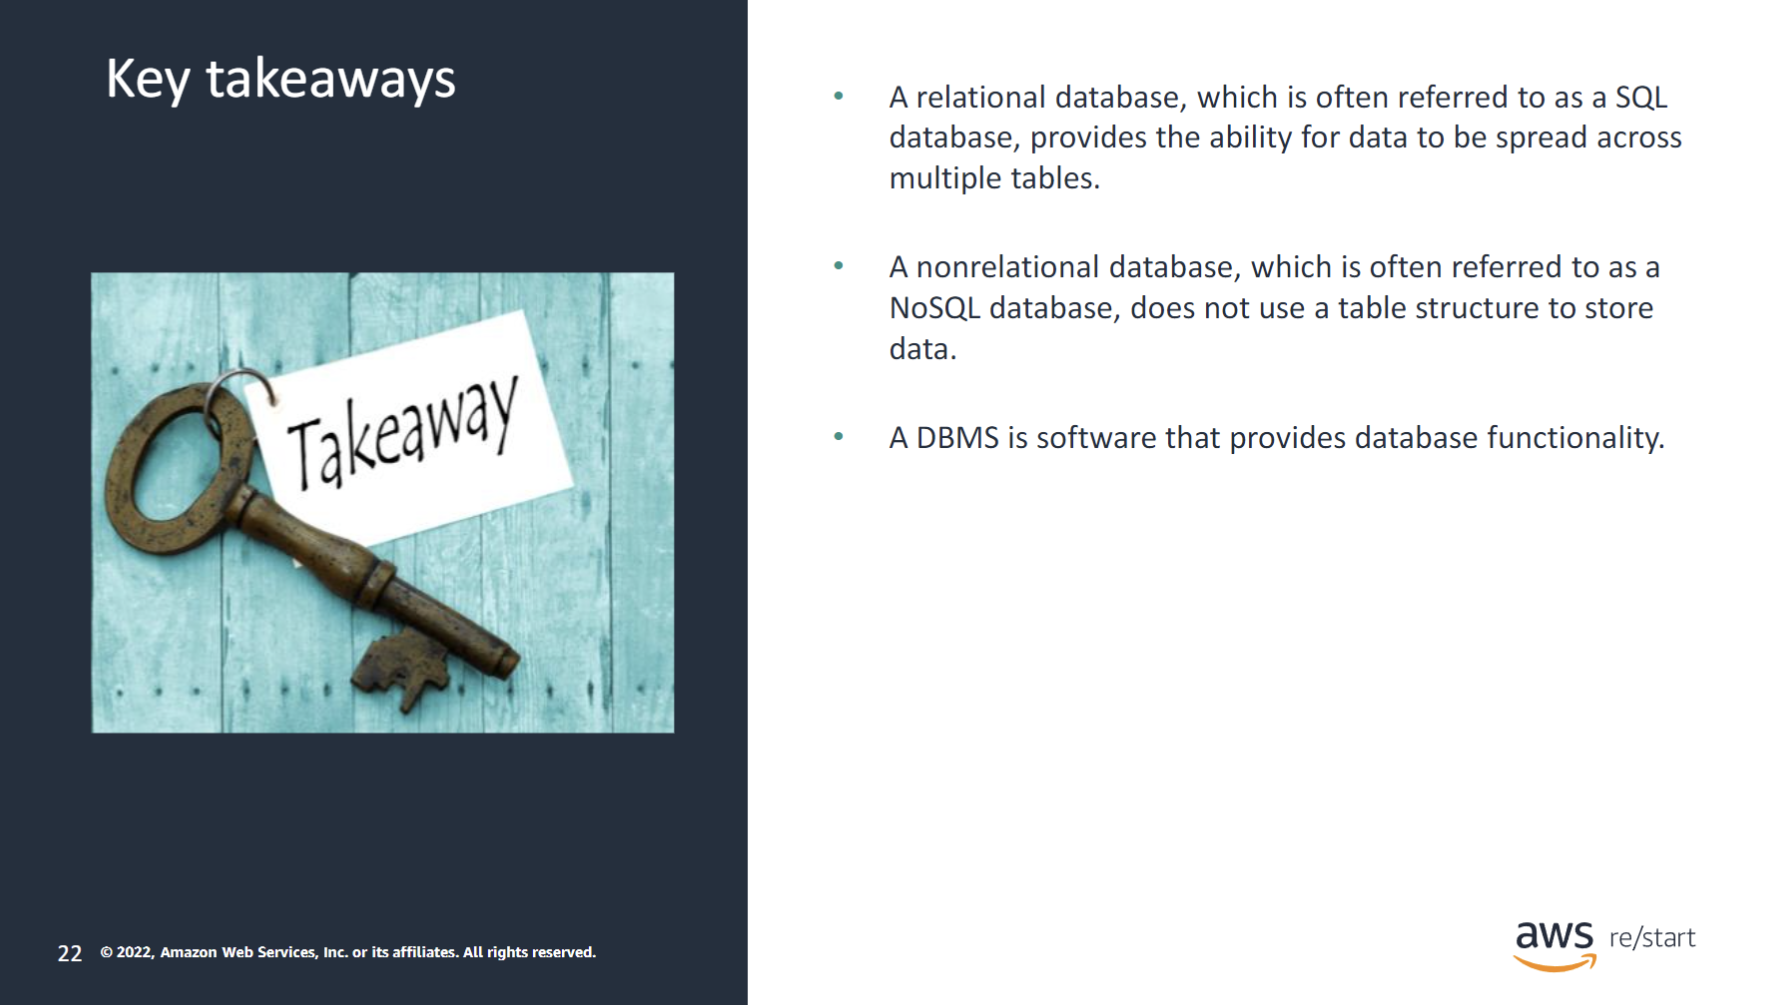 Key takeaways
Takeaway
• A relational database, which is often referred to as a SQL
database, provides the ability for data to be spread across
multiple tables.
• A nonrelational database, which is often referred to as a
NoSQL database, does not use a table structure to store
data.
• A DBMS is software that provides database functionality.
22 © 2022, Amazon Web Services, Inc. or its affiliates. All rights reserved.
aws re/start